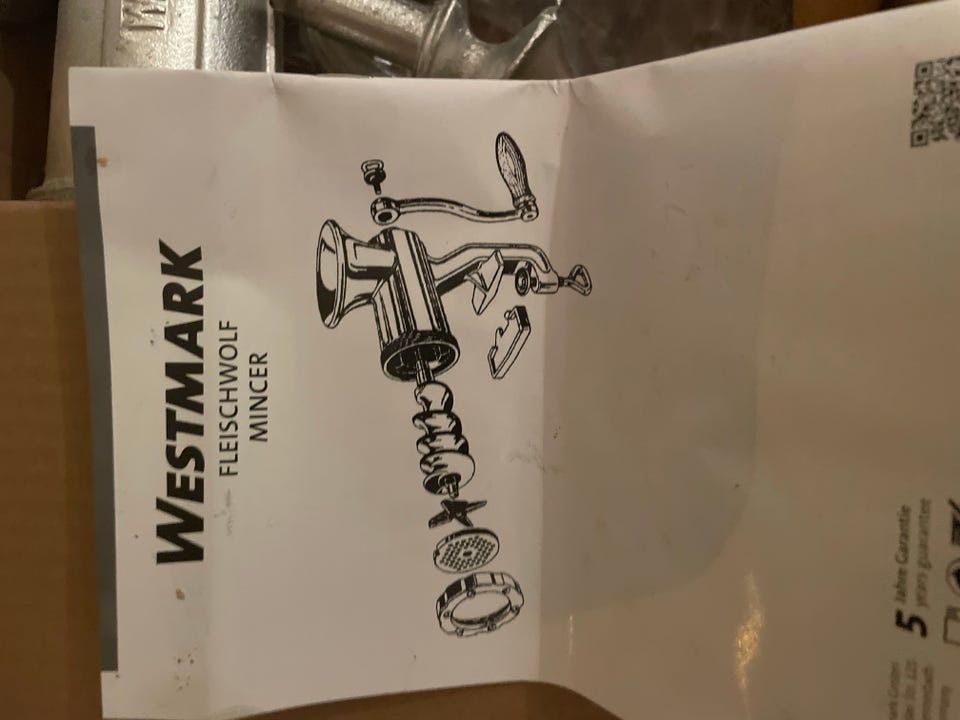 WESTMARK
FLEISCHWOLF
MINCER
5 Jahre Garantie
years guarantee